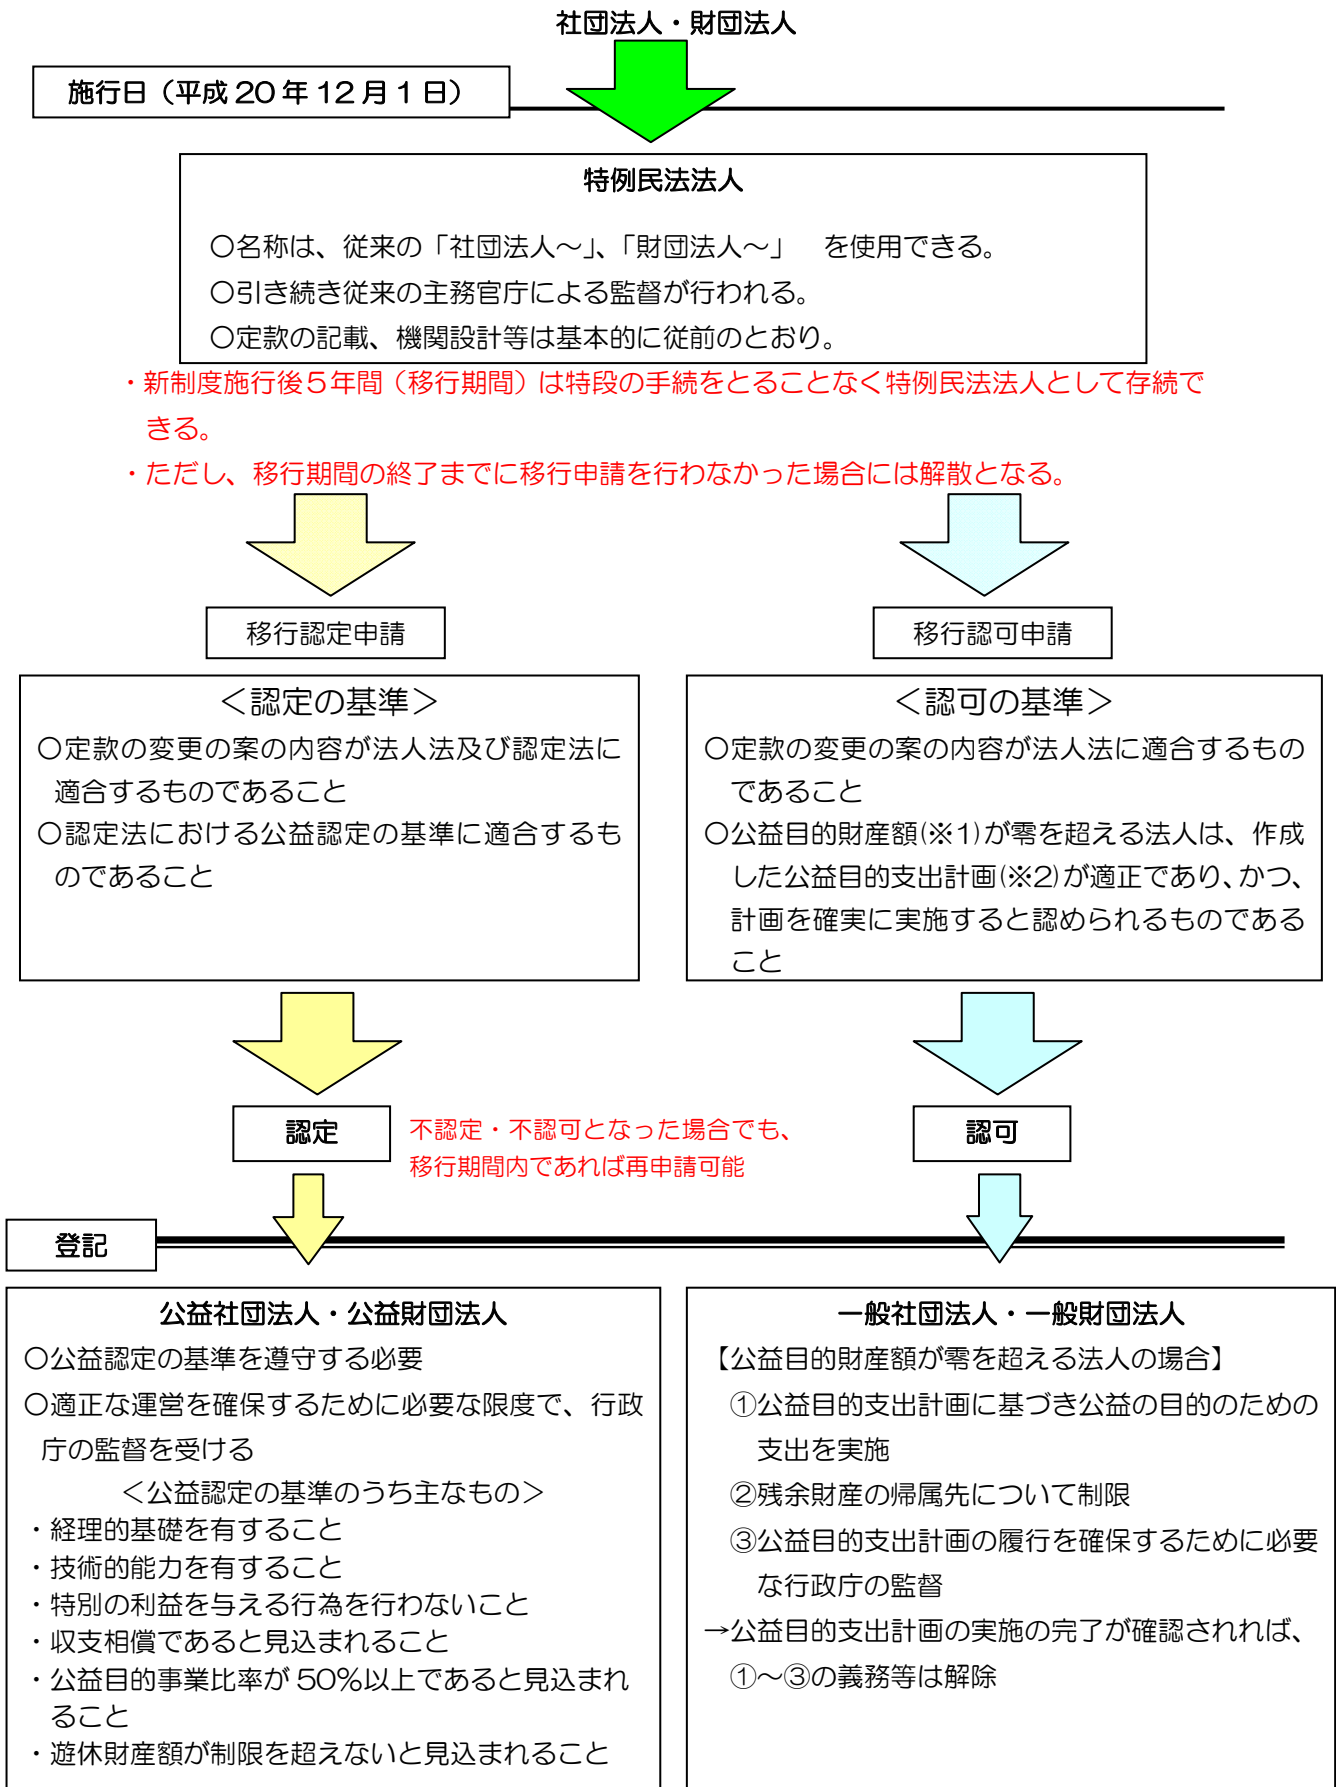 社団法人・財団法人
施行日（平成20年12月1日）
特例民法法人
○名称は、従来の「社団法人～」、「財団法人～」　を使用できる。
○引き続き従来の主務官庁による監督が行われる。
○定款の記載、機関設計等は基本的に従前のとおり。
・新制度施行後５年間（移行期間）は特段の手続をとることなく特例民法法人として存続で
きる。
・ただし、移行期間の終了までに移行申請を行わなかった場合には解散となる。
移行認定申請
＜認定の基準＞
○定款の変更の案の内容が法人法及び認定法に
適合するものであること
○認定法における公益認定の基準に適合するも
のであること
認定
移行認可申請
＜認可の基準＞
○定款の変更の案の内容が法人法に適合するもの
であること
○公益目的財産額(※1)が零を超える法人は、作成
した公益目的支出計画(※2)が適正であり、かつ、
計画を確実に実施すると認められるものである
こと
認可
不認定・不認可となった場合でも、
移行期間内であれば再申請可能
登記
公益社団法人・公益財団法人
○公益認定の基準を遵守する必要
○適正な運営を確保するために必要な限度で、行政
庁の監督を受ける
＜公益認定の基準のうち主なもの＞
・経理的基礎を有すること
・技術的能力を有すること
・特別の利益を与える行為を行わないこと
・収支相償であると見込まれること
・公益目的事業比率が50％以上であると見込まれ
ること
・遊休財産額が制限を超えないと見込まれること
一般社団法人・一般財団法人
【公益目的財産額が零を超える法人の場合】
①公益目的支出計画に基づき公益の目的のための
支出を実施
②残余財産の帰属先について制限
③公益目的支出計画の履行を確保するために必要
な行政庁の監督
→公益目的支出計画の実施の完了が確認されれば、
①～③の義務等は解除